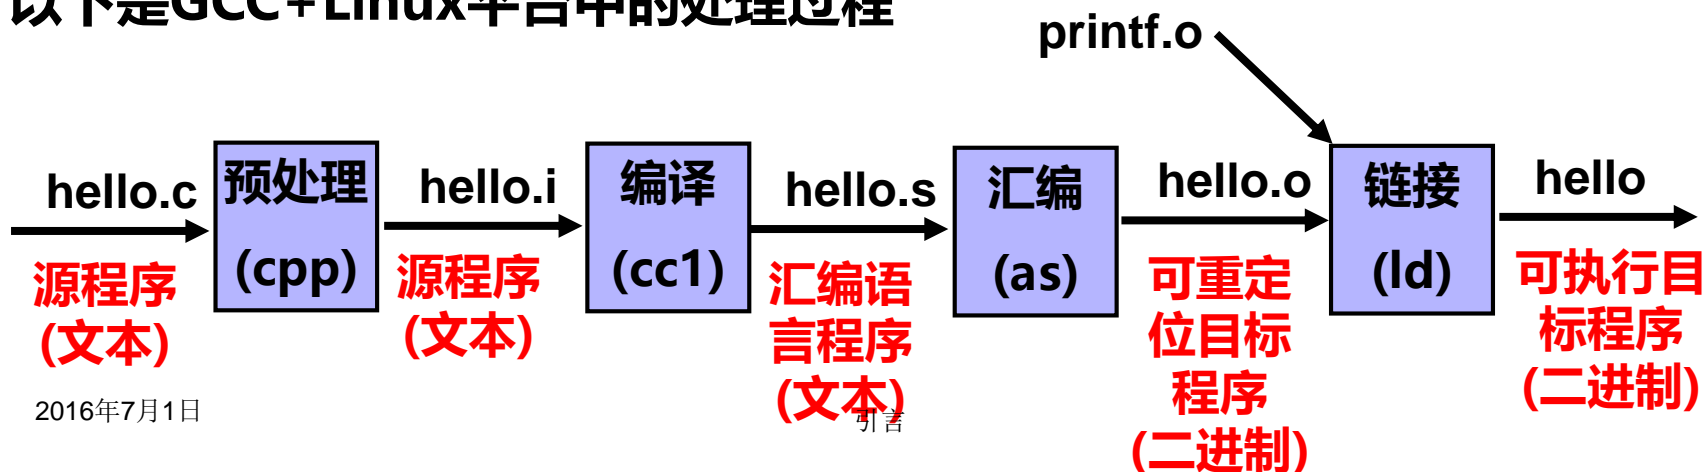 以下是GCC+Linux平台中的处理过程
printf.o
hello.c
预处理
(cpp)
hello.i
编译
(cc1)
hello.s
汇编
(as)
hello.o
链接
(ld)
hello
源程序
(文本)
源程序
(文本)
汇编语
言程序
(文本)
可重定
位目标
程序
(二进制)
可执行目
标程序
(二进制)
2016年7月1日
引言